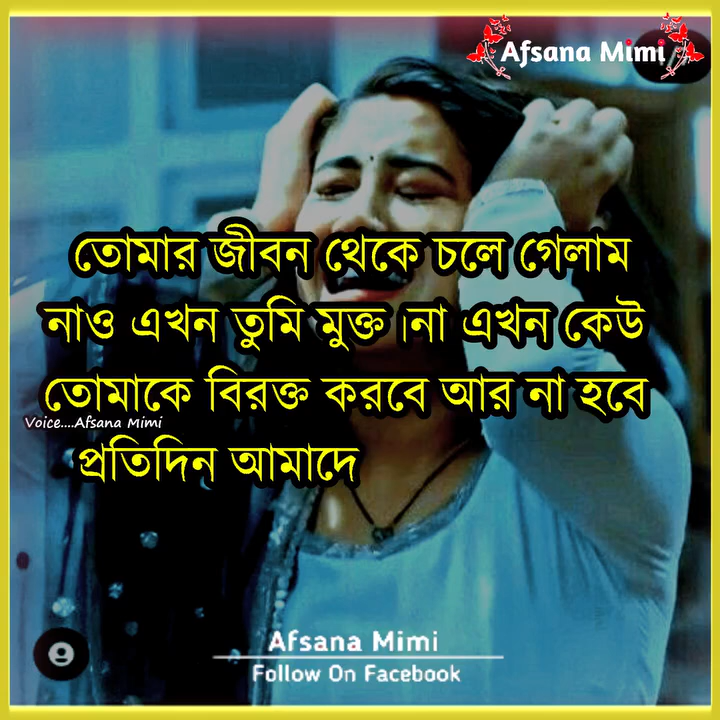 Afsana Mimi
তোমার জীবন থেকে চলে গেলাম
নাও এখন তুমি মুক্ত।না এখন কেউ
তোমাকে বিরক্ত করবে আর না হবে
Voice....Afsana Mimi
প্রতিদিন আমাদে
Afsana Mimi
Follow On Facebook